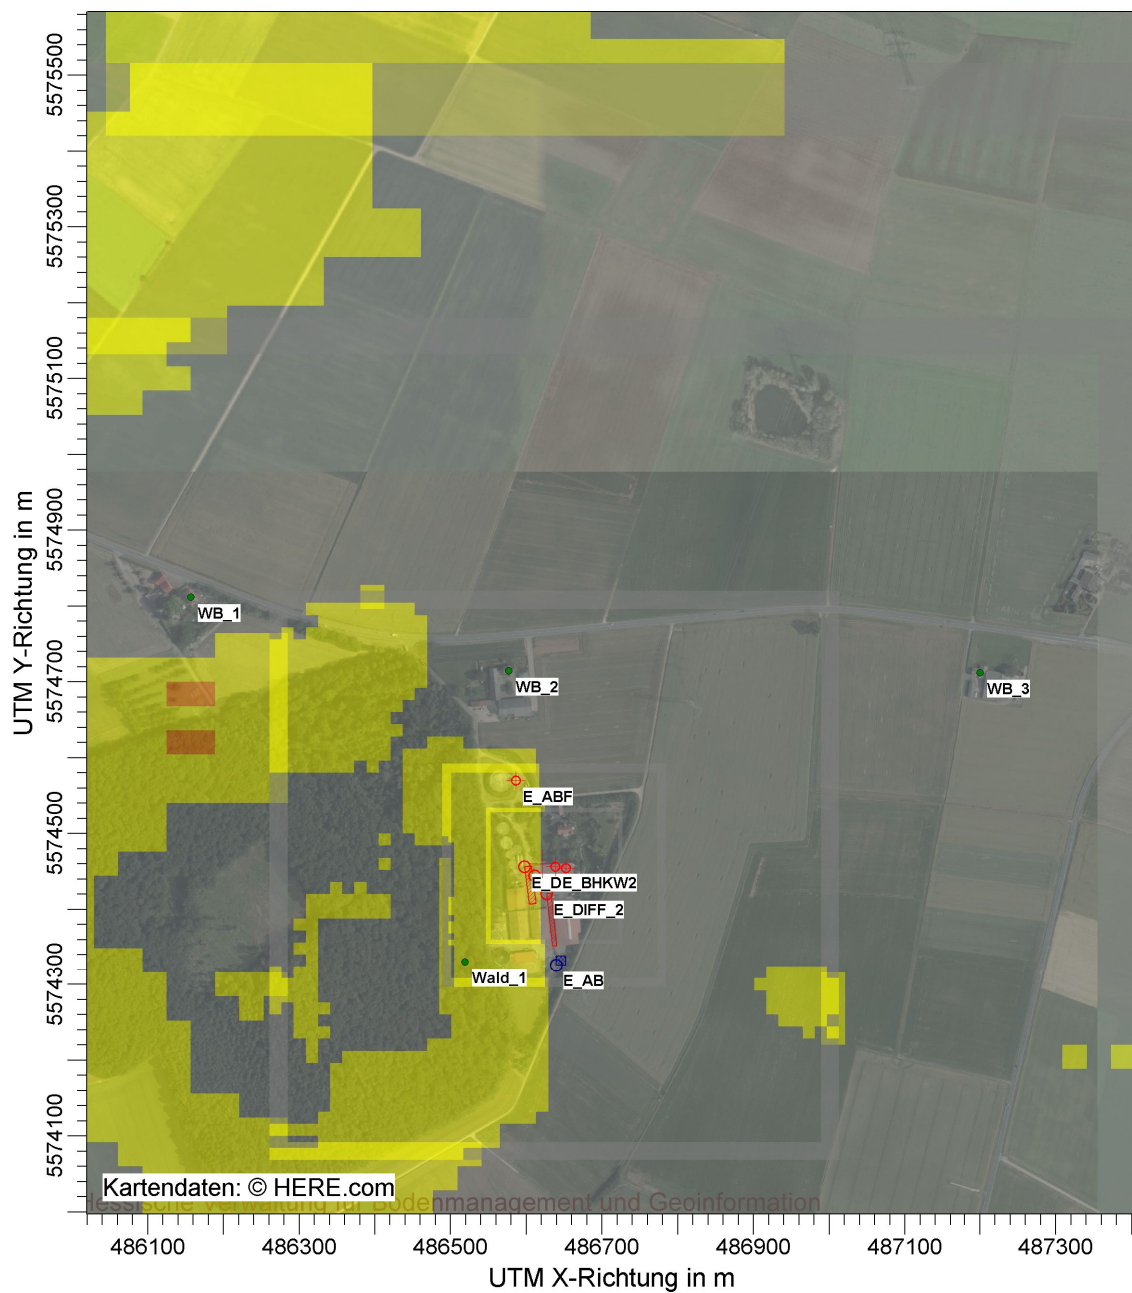 5575500
5575300
5575100
5574900
5574700
5574500
5574300
5574100
UTM Y-Richtung in m
WB_1
WB_2
WB_3
E_ABF
E_DE_BHKW2
E_DIFF_2
Wald_1
E_AB
Kartendaten: © HERE.com
Hessische Verwaltung für Bodenmanagement und Geoinformation
486100 486300 486500 486700 486900 487100 487300
UTM X-Richtung in m